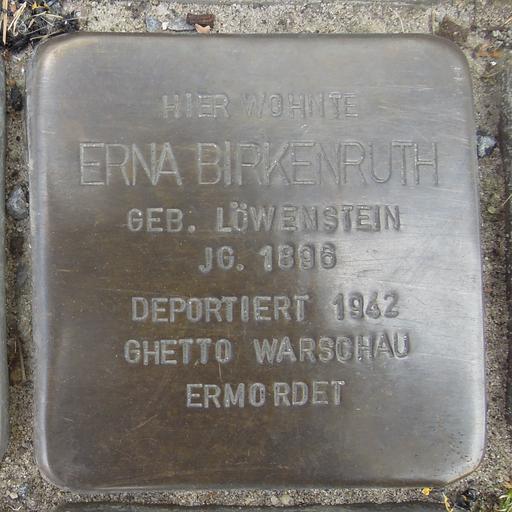 HIER WOHNTE
ERNA BIRKENRUTH
GEB. LÖWENSTEIN
JG. 1896
DEPORTIERT 1942
GHETTO WARSCHAU
ERMORDET